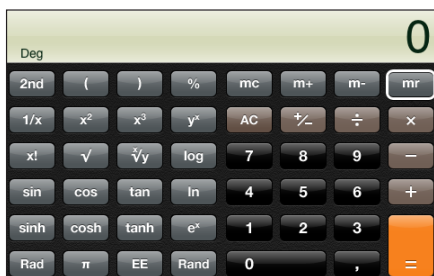 0
Deg
2nd ( ) % mc m+ m- mr
1/x x² x³ yˣ AC +/− ÷ ×
x! √ ˣ√y log 7 8 9 −
sin cos tan ln 4 5 6 +
sinh cosh tanh eˣ 1 2 3
Rad π EE Rand 0 , =